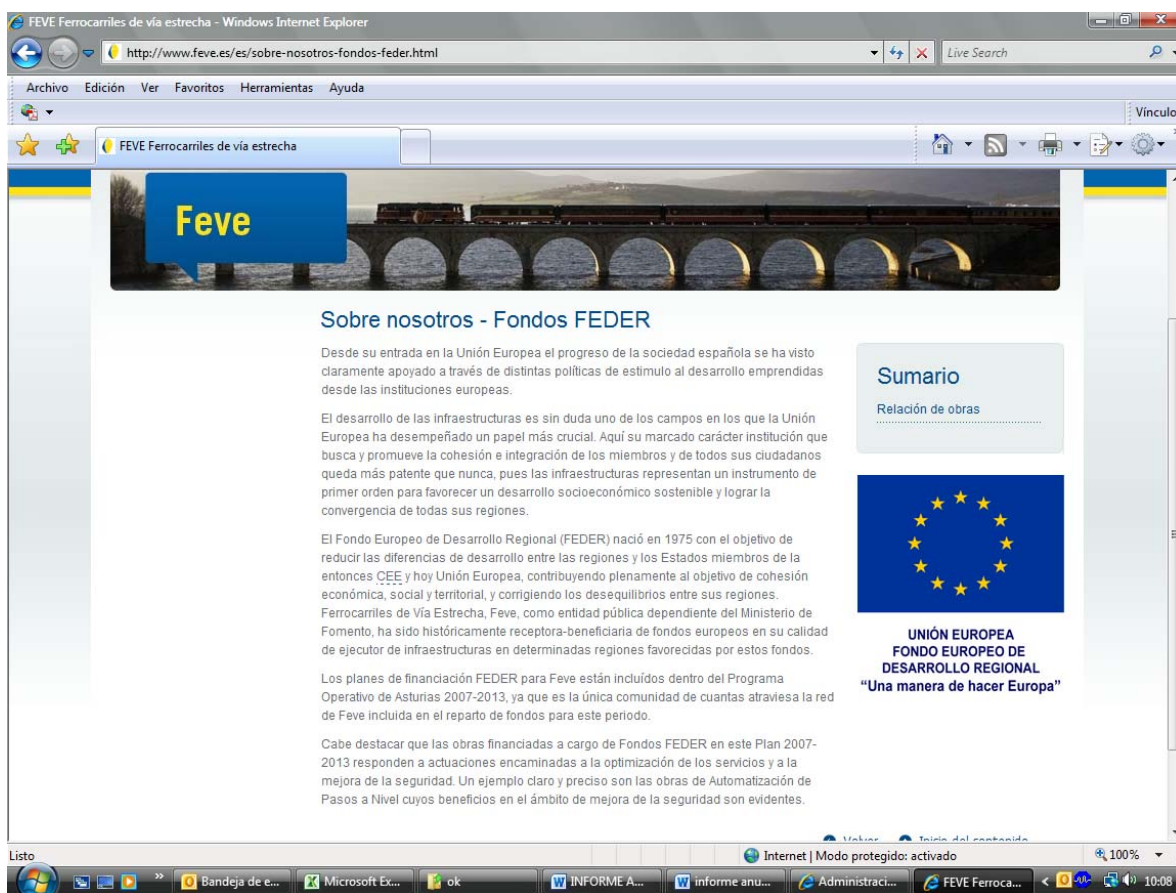 FEVE Ferrocarriles de vía estrecha - Windows Internet Explorer
http://www.feve.es/es/sobre-nosotros-fondos-feder.html
Live Search
Archivo Edición Ver Favoritos Herramientas Ayuda
Vínculo
FEVE Ferrocarriles de vía estrecha
Feve
Sobre nosotros - Fondos FEDER
Desde su entrada en la Unión Europea el progreso de la sociedad española se ha visto
claramente apoyado a través de distintas políticas de estimulo al desarrollo emprendidas
desde las instituciones europeas.
El desarrollo de las infraestructuras es sin duda uno de los campos en los que la Unión
Europea ha desempeñado un papel más crucial. Aquí su marcado carácter institución que
busca y promueve la cohesión e integración de los miembros y de todos sus ciudadanos
queda más patente que nunca, pues las infraestructuras representan un instrumento de
primer orden para favorecer un desarrollo socioeconómico sostenible y lograr la
convergencia de todas sus regiones.
El Fondo Europeo de Desarrollo Regional (FEDER) nació en 1975 con el objetivo de
reducir las diferencias de desarrollo entre las regiones y los Estados miembros de la
entonces CEE y hoy Unión Europea, contribuyendo plenamente al objetivo de cohesión
económica, social y territorial, y corrigiendo los desequilibrios entre sus regiones.
Ferrocarriles de Vía Estrecha, Feve, como entidad pública dependiente del Ministerio de
Fomento, ha sido históricamente receptora-beneficiaria de fondos europeos en su calidad
de ejecutor de infraestructuras en determinadas regiones favorecidas por estos fondos.
Los planes de financiación FEDER para Feve están incluídos dentro del Programa
Operativo de Asturias 2007-2013, ya que es la única comunidad de cuantas atraviesa la red
de Feve incluida en el reparto de fondos para este periodo.
Cabe destacar que las obras financiadas a cargo de Fondos FEDER en este Plan 2007-
2013 responden a actuaciones encaminadas a la optimización de los servicios y a la
mejora de la seguridad. Un ejemplo claro y preciso son las obras de Automatización de
Pasos a Nivel cuyos beneficios en el ámbito de mejora de la seguridad son evidentes.
Sumario
Relación de obras
UNIÓN EUROPEA
FONDO EUROPEO DE
DESARROLLO REGIONAL
“Una manera de hacer Europa”
Volver Inicio del contenido
Listo
Internet | Modo protegido: activado
100%
Bandeja de e... Microsoft Ex... ok INFORME A... informe anu... Administraci... FEVE Ferroca... 10:08